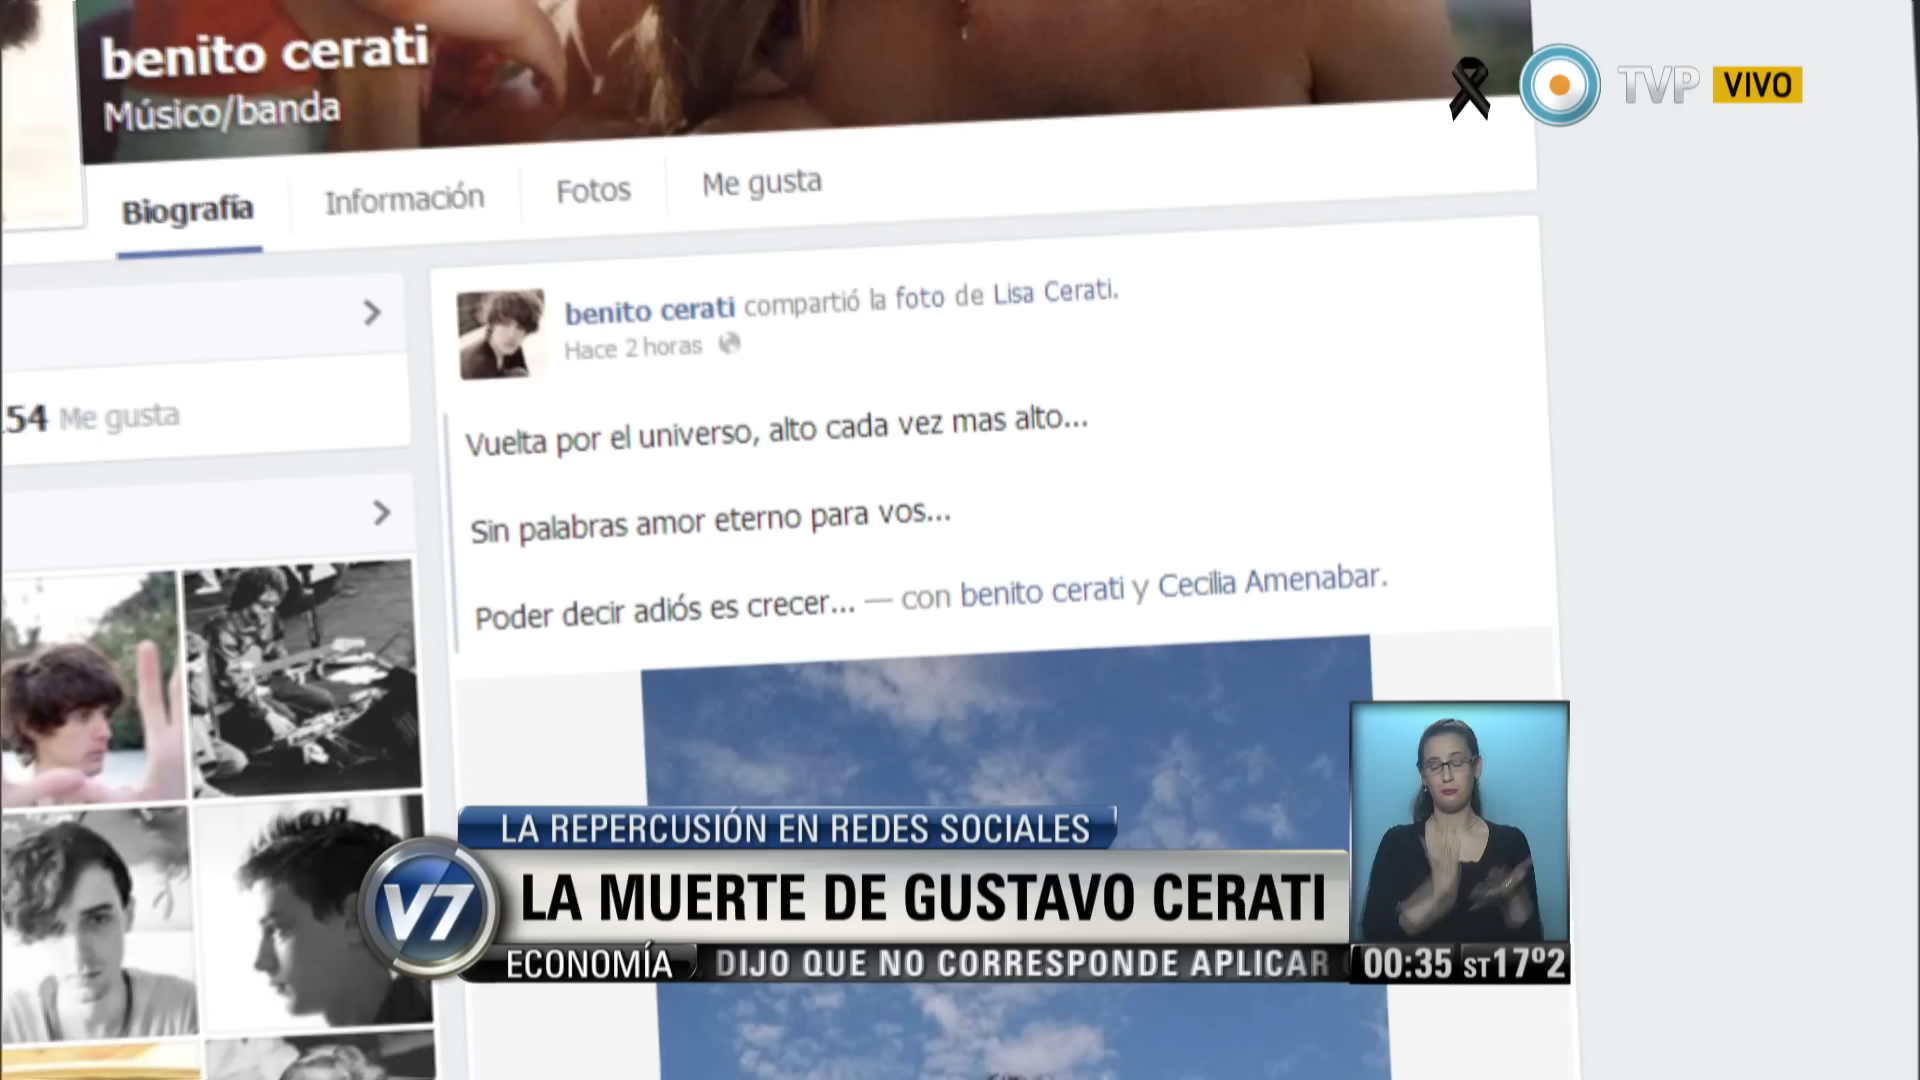 benito cerati
Músico/banda
TVP VIVO
Biografía Información Fotos Me gusta
benito cerati compartió la foto de Lisa Cerati.
Hace 2 horas
54 Me gusta
Vuelta por el universo, alto cada vez mas alto...
Sin palabras amor eterno para vos...
Poder decir adiós es crecer... — con benito cerati y Cecilia Amenabar.
LA REPERCUSIÓN EN REDES SOCIALES
V7
LA MUERTE DE GUSTAVO CERATI
ECONOMÍA DIJO QUE NO CORRESPONDE APLICAR
00:35 ST 17º2